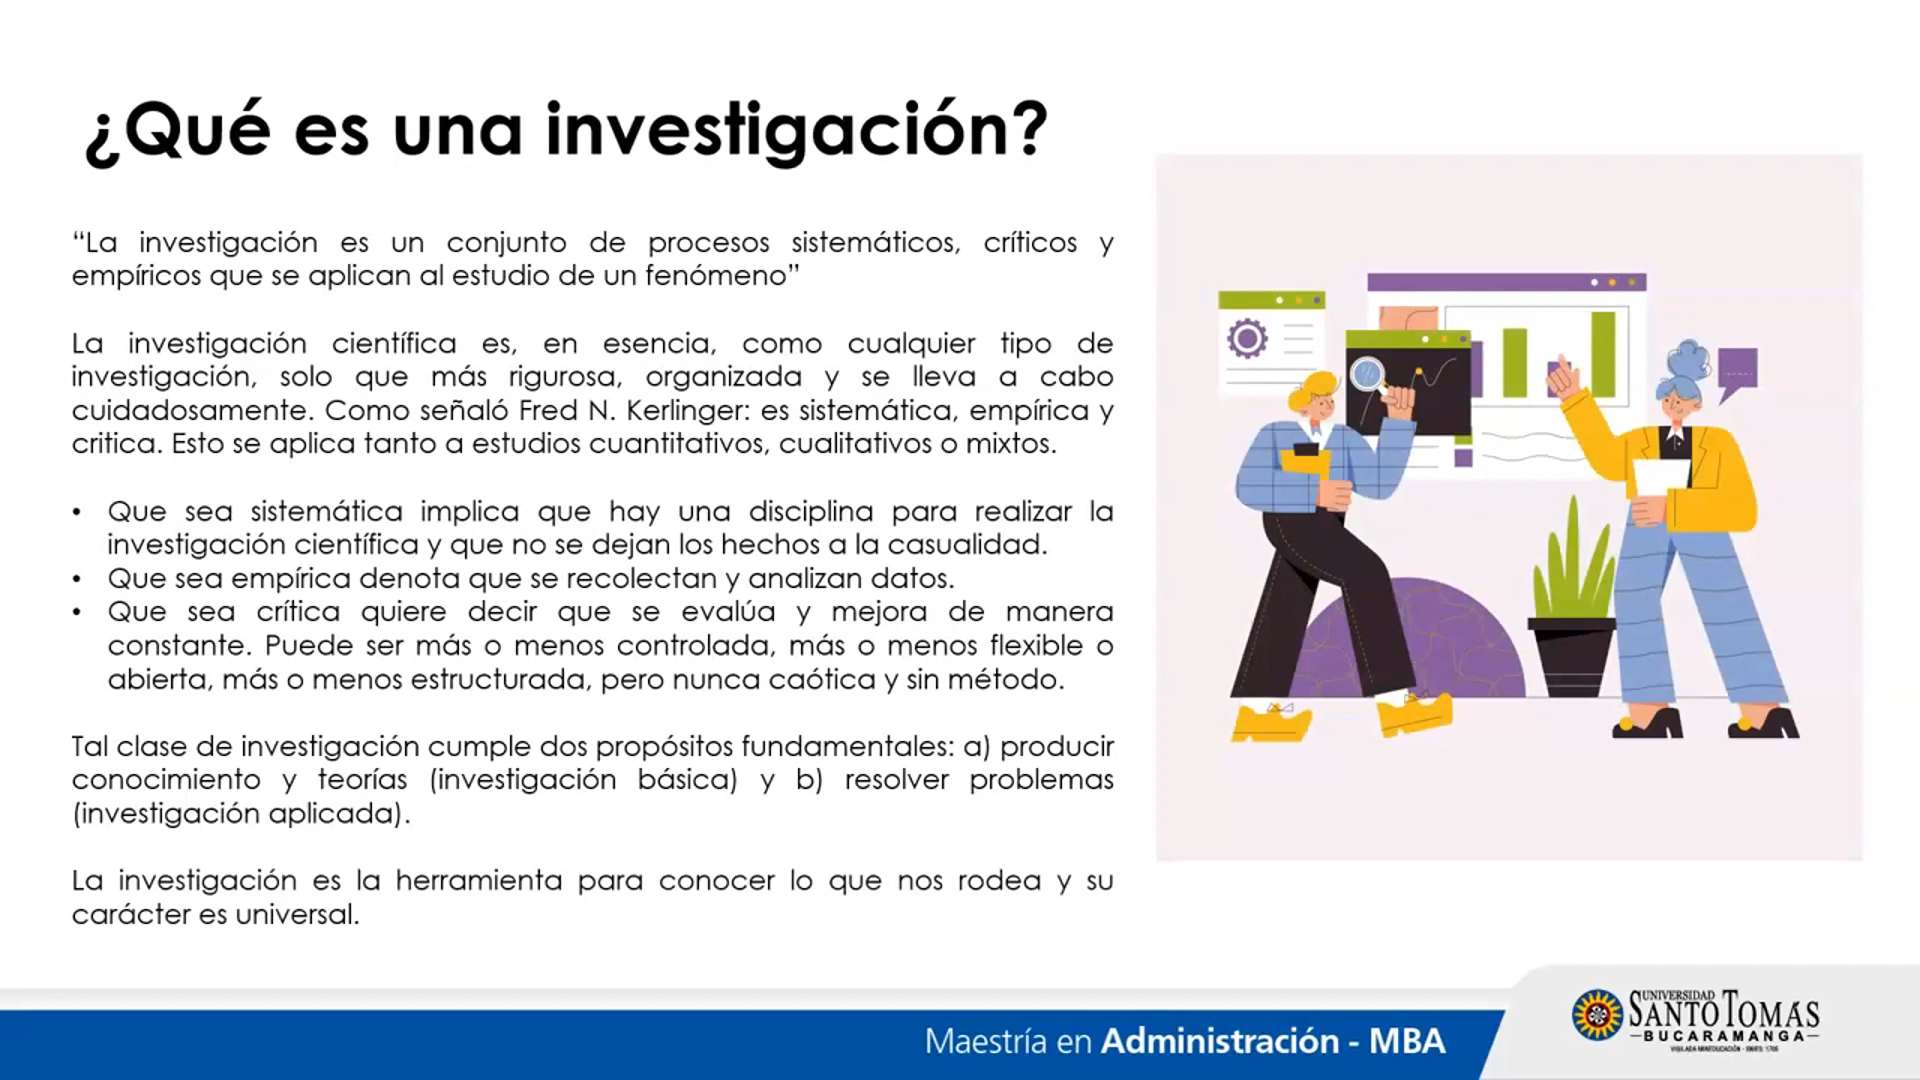 ¿Qué es una investigación?
“La investigación es un conjunto de procesos sistemáticos, críticos y
empíricos que se aplican al estudio de un fenómeno”
La investigación científica es, en esencia, como cualquier tipo de
investigación, solo que más rigurosa, organizada y se lleva a cabo
cuidadosamente. Como señaló Fred N. Kerlinger: es sistemática, empírica y
critica. Esto se aplica tanto a estudios cuantitativos, cualitativos o mixtos.
• Que sea sistemática implica que hay una disciplina para realizar la
investigación científica y que no se dejan los hechos a la casualidad.
• Que sea empírica denota que se recolectan y analizan datos.
• Que sea crítica quiere decir que se evalúa y mejora de manera
constante. Puede ser más o menos controlada, más o menos flexible o
abierta, más o menos estructurada, pero nunca caótica y sin método.
Tal clase de investigación cumple dos propósitos fundamentales: a) producir
conocimiento y teorías (investigación básica) y b) resolver problemas
(investigación aplicada).
La investigación es la herramienta para conocer lo que nos rodea y su
carácter es universal.
Maestría en Administración - MBA
UNIVERSIDAD
SANTO TOMAS
BUCARAMANGA
VIGILADA MINEDUCACIÓN - SNIES: 1705